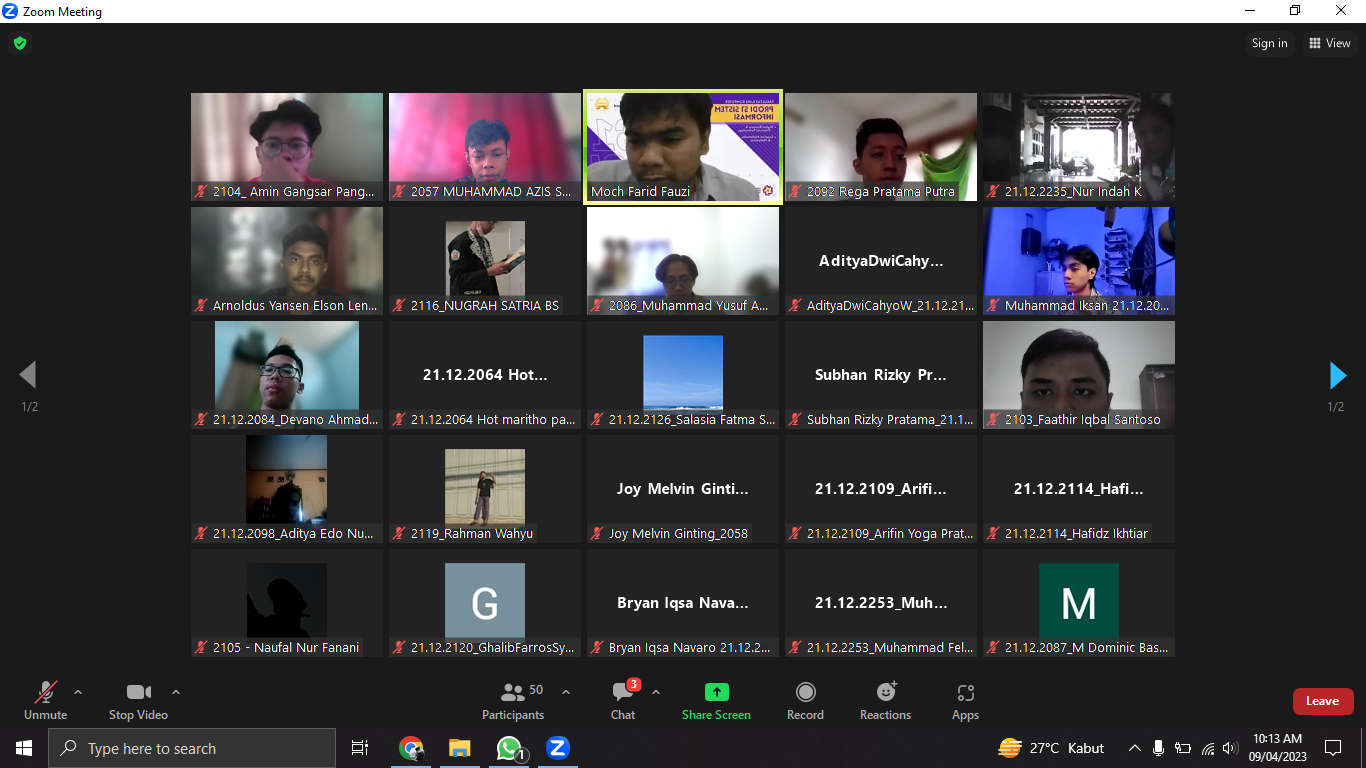 Zoom Meeting
Sign in
View
2104_ Amin Gangsar Pang...
2057 MUHAMMAD AZIS S...
FAKULTAS ILMU KOMPUTER
PRODI S1 SISTEM
INFORMASI
Moch Farid Fauzi
2092 Rega Pratama Putra
21.12.2235_Nur Indah K
Arnoldus Yansen Elson Len...
2116_NUGRAH SATRIA BS
2086_Muhammad Yusuf A...
AdityaDwiCahy...
AdityaDwiCahyoW_21.12.21...
Muhammad Iksan 21.12.20...
21.12.2084_Devano Ahmad...
21.12.2064 Hot...
21.12.2064 Hot maritho pa...
21.12.2126_Salasia Fatma S...
Subhan Rizky Pr...
Subhan Rizky Pratama_21.1...
2103_Faathir Iqbal Santoso
1/2
1/2
21.12.2098_Aditya Edo Nu...
2119_Rahman Wahyu
Joy Melvin Ginti...
Joy Melvin Ginting_2058
21.12.2109_Arifi...
21.12.2109_Arifin Yoga Prat...
21.12.2114_Hafi...
21.12.2114_Hafidz Ikhtiar
2105 - Naufal Nur Fanani
G
21.12.2120_GhalibFarrosSy...
Bryan Iqsa Nava...
Bryan Iqsa Navaro 21.12.2...
21.12.2253_Muh...
21.12.2253_Muhammad Fel...
M
21.12.2087_M Dominic Bas...
Unmute
Stop Video
Participants
50
Chat
3
Share Screen
Record
Reactions
Apps
Leave
Type here to search
1
27°C Kabut
10:13 AM
09/04/2023